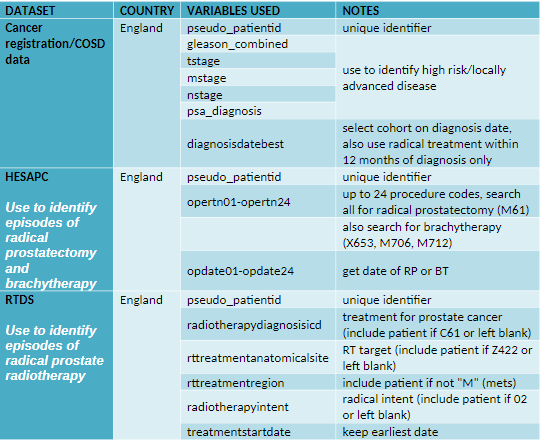 DATASET COUNTRY VARIABLES USED NOTES
Cancer registration/COSD data England pseudo_patientid unique identifier
gleason_combined
tstage
mstage
nstage
psa_diagnosis
use to identify high risk/locally
advanced disease
diagnosisdatebest
select cohort on diagnosis date,
also use radical treatment within
12 months of diagnosis only
HESAPC England pseudo_patientid unique identifier
Use to identify
episodes of
radical
prostatectomy
and
brachytherapy
opertn01-opertn24
up to 24 procedure codes, search
all for radical prostatectomy (M61)
also search for brachytherapy
(X653, M706, M712)
opdate01-opdate24 get date of RP or BT
RTDS England pseudo_patientid unique identifier
Use to identify
episodes of
radical prostate
radiotherapy
radiotherapydiagnosisicd
treatment for prostate cancer
(include patient if C61 or left blank)
rttreatmentanatomicalsite
RT target (include patient if Z422 or
left blank)
rttreatmentregion include patient if not "M" (mets)
radiotherapyintent
radical intent (include patient if 02
or left blank)
treatmentstartdate keep earliest date